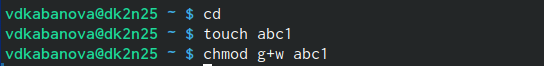 vdkabanova@dk2n25 ~ $ cd
vdkabanova@dk2n25 ~ $ touch abc1
vdkabanova@dk2n25 ~ $ chmod g+w abc1